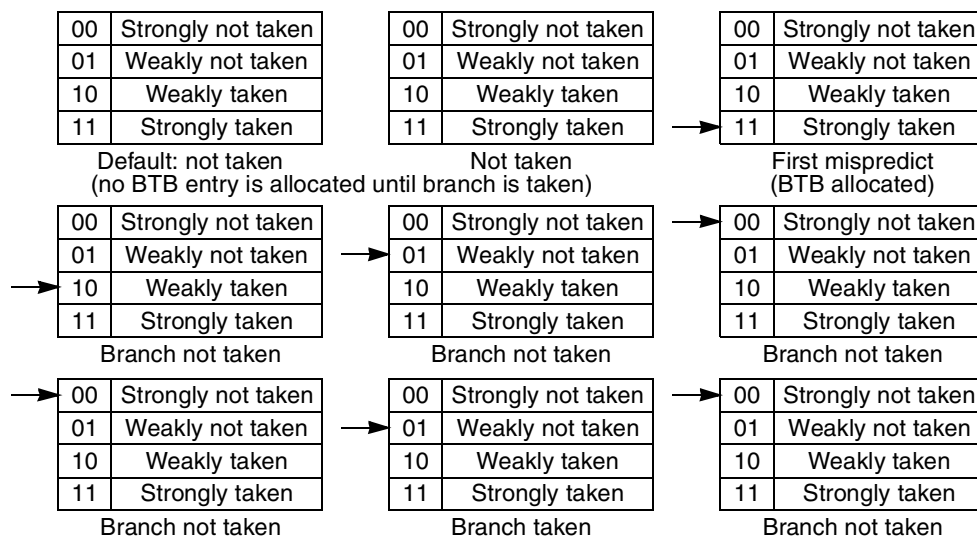 00 Strongly not taken 00 Strongly not taken 00 Strongly not taken
01 Weakly not taken 01 Weakly not taken 01 Weakly not taken
10 Weakly taken 10 Weakly taken 10 Weakly taken
11 Strongly taken 11 Strongly taken 11 Strongly taken
Default: not taken Not taken First mispredict
(no BTB entry is allocated until branch is taken) (BTB allocated)
00 Strongly not taken 00 Strongly not taken 00 Strongly not taken
01 Weakly not taken 01 Weakly not taken 01 Weakly not taken
10 Weakly taken 10 Weakly taken 10 Weakly taken
11 Strongly taken 11 Strongly taken 11 Strongly taken
Branch not taken Branch not taken Branch not taken
00 Strongly not taken 00 Strongly not taken 00 Strongly not taken
01 Weakly not taken 01 Weakly not taken 01 Weakly not taken
10 Weakly taken 10 Weakly taken 10 Weakly taken
11 Strongly taken 11 Strongly taken 11 Strongly taken
Branch not taken Branch taken Branch not taken